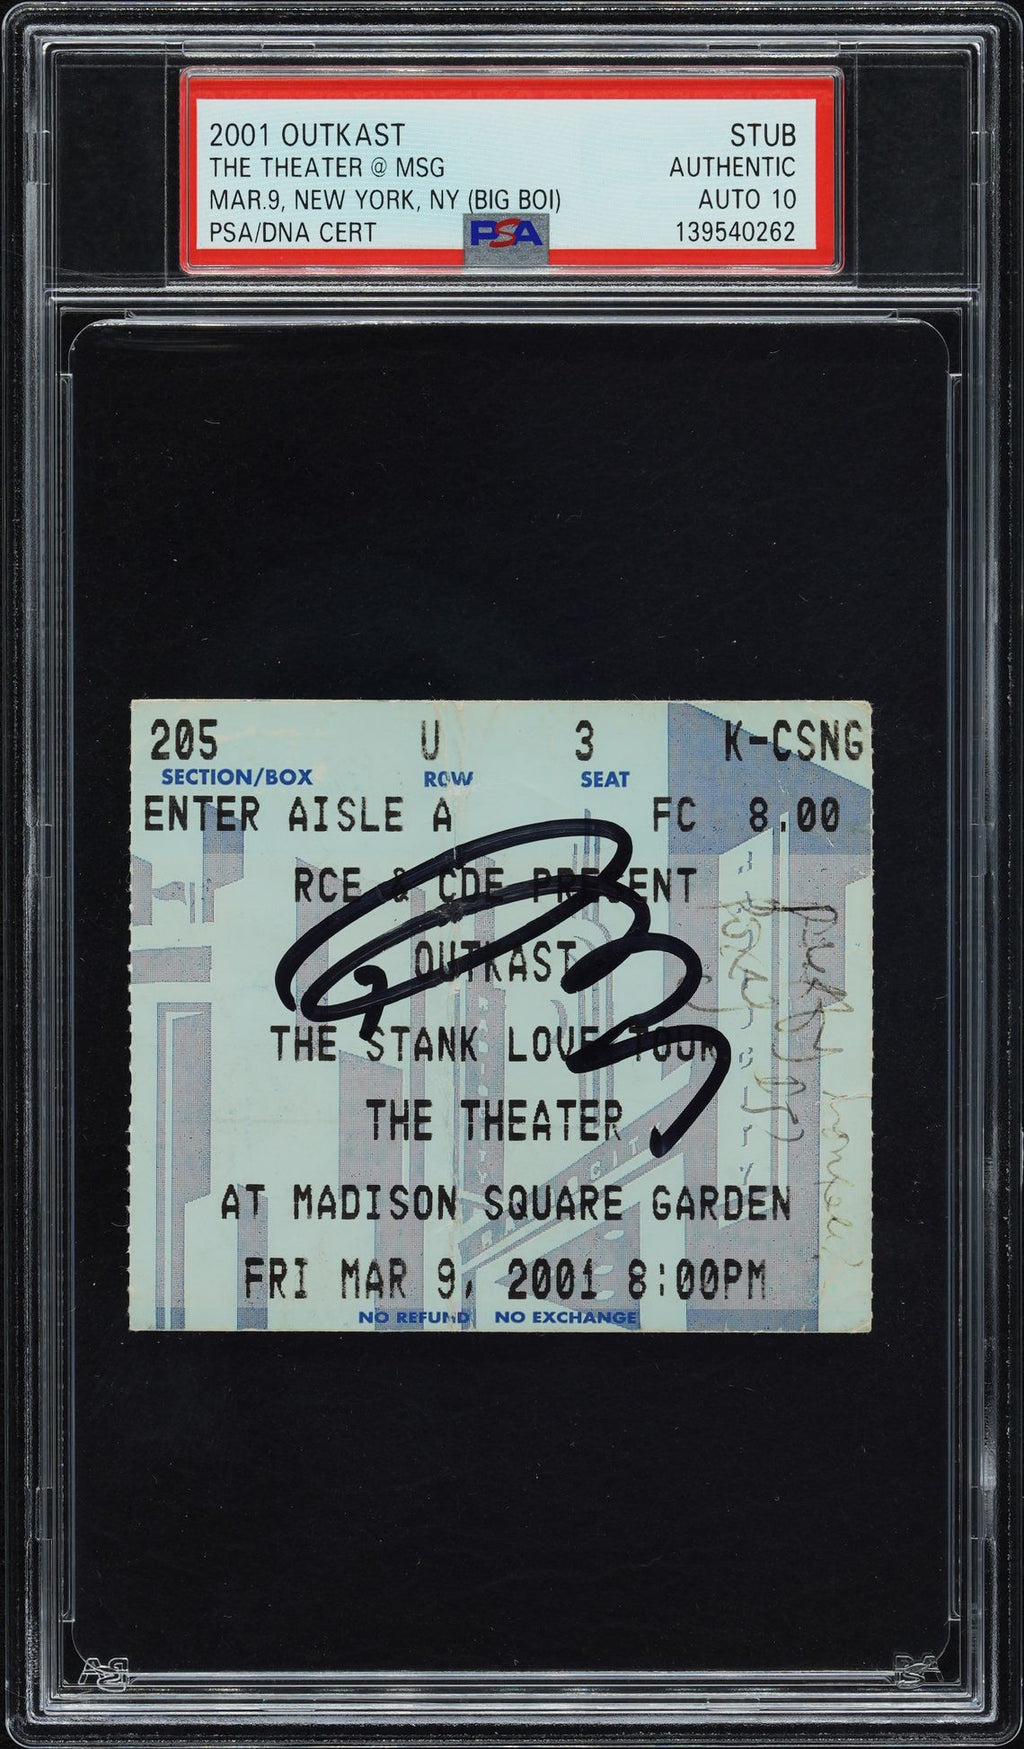 2001 OUTKAST STUB
THE THEATER @ MSG AUTHENTIC
MAR.9, NEW YORK, NY (BIG BOI) AUTO 10
PSA/DNA CERT PSA 139540262
205 U 3 K-CSNG
SECTION/BOX ROW SEAT
ENTER AISLE A FC 8.00
RCE & CDE PRESENT
OUTKAST
THE STANK LOVE TOUR
THE THEATER
AT MADISON SQUARE GARDEN
FRI MAR 9, 2001 8:00PM
NO REFUND NO EXCHANGE